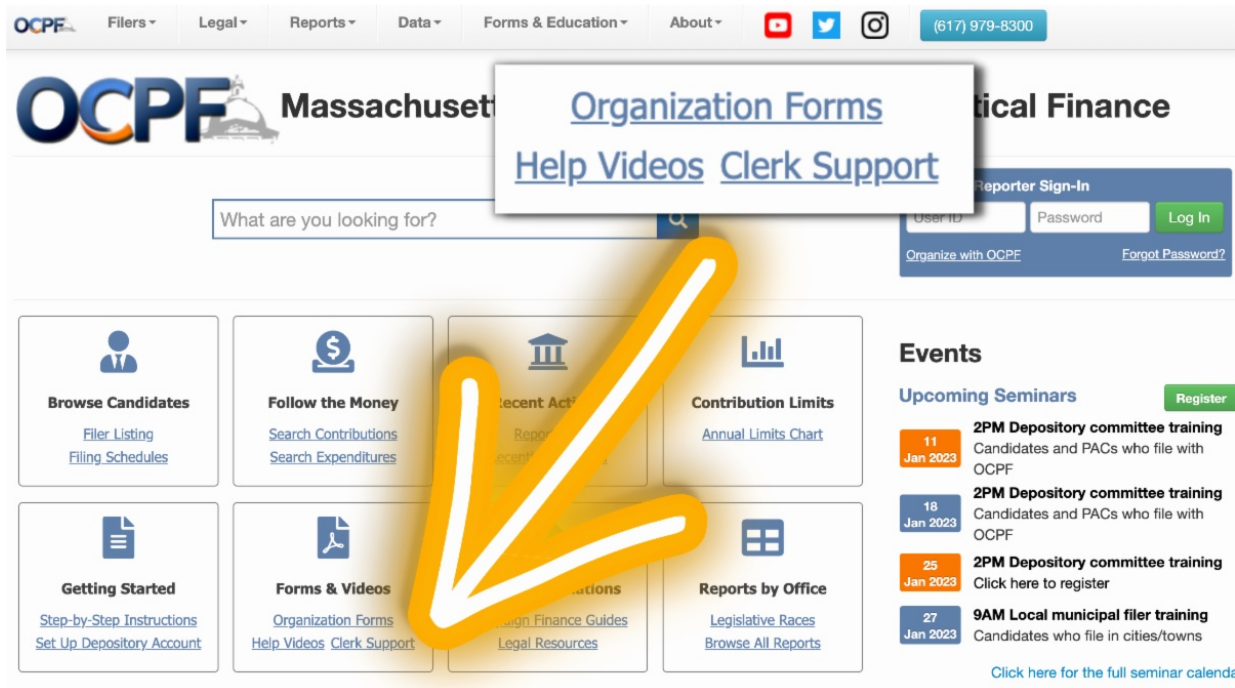 OCPF Filers Legal Reports Data Forms & Education About (617) 979-8300
OCPF Massachusett tical Finance
Organization Forms
Help Videos Clerk Support
Reporter Sign-In
What are you looking for?
User ID Password Log In
Organize with OCPF Forgot Password?
Browse Candidates
Filer Listing
Filing Schedules
Follow the Money
Search Contributions
Search Expenditures
Recent
Contribution Limits
Annual Limits Chart
Getting Started
Step-by-Step Instructions
Set Up Depository Account
Forms & Videos
Organization Forms
Help Videos Clerk Support
Finance Guides
Legal Resources
Reports by Office
Legislative Races
Browse All Reports
Events
Upcoming Seminars Register
11 Jan 2023
2PM Depository committee training
Candidates and PACs who file with
OCPF
18 Jan 2023
2PM Depository committee training
Candidates and PACs who file with
OCPF
25 Jan 2023
2PM Depository committee training
Click here to register
27 Jan 2023
9AM Local municipal filer training
Candidates who file in cities/towns
Click here for the full seminar calenda